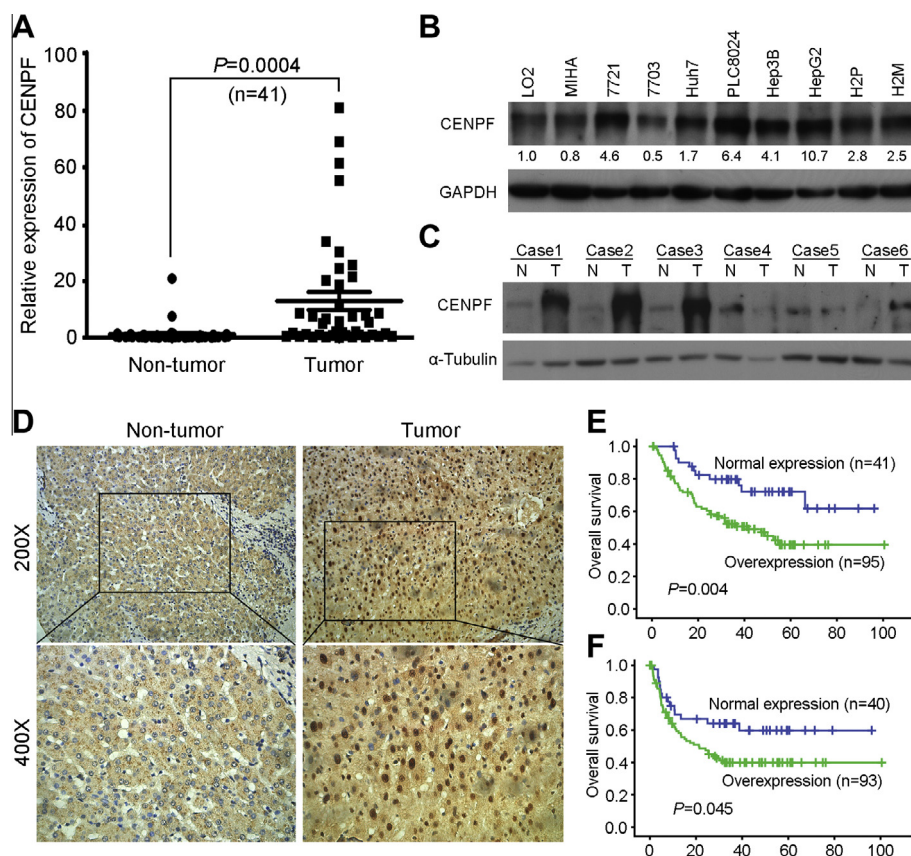 A
Relative expression of CENPF
100
80
60
40
20
0
P=0.0004
(n=41)
Non-tumor
Tumor
B
LO2
MIHA
7721
7703
Huh7
PLC8024
Hep3B
HepG2
H2P
H2M
CENPF
1.0 0.8 4.6 0.5 1.7 6.4 4.1 10.7 2.8 2.5
GAPDH
C
Case1 Case2 Case3 Case4 Case5 Case6
N T N T N T N T N T N T
CENPF
α-Tubulin
D
Non-tumor
Tumor
200X
400X
E
Overall survival
1.0
0.8
0.6
0.4
0.2
0.0
Normal expression (n=41)
Overexpression (n=95)
P=0.004
0 20 40 60 80 100
F
Overall survival
1.0
0.8
0.6
0.4
0.2
0.0
Normal expression (n=40)
Overexpression (n=93)
P=0.045
0 20 40 60 80 100